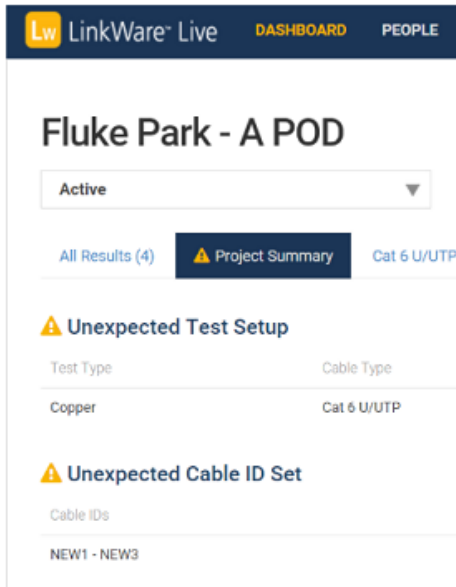 Lw LinkWare™ Live DASHBOARD PEOPLE
Fluke Park - A POD
Active
All Results (4) Project Summary Cat 6 U/UTP
Unexpected Test Setup
Test Type Cable Type
Copper Cat 6 U/UTP
Unexpected Cable ID Set
Cable IDs
NEW1 - NEW3